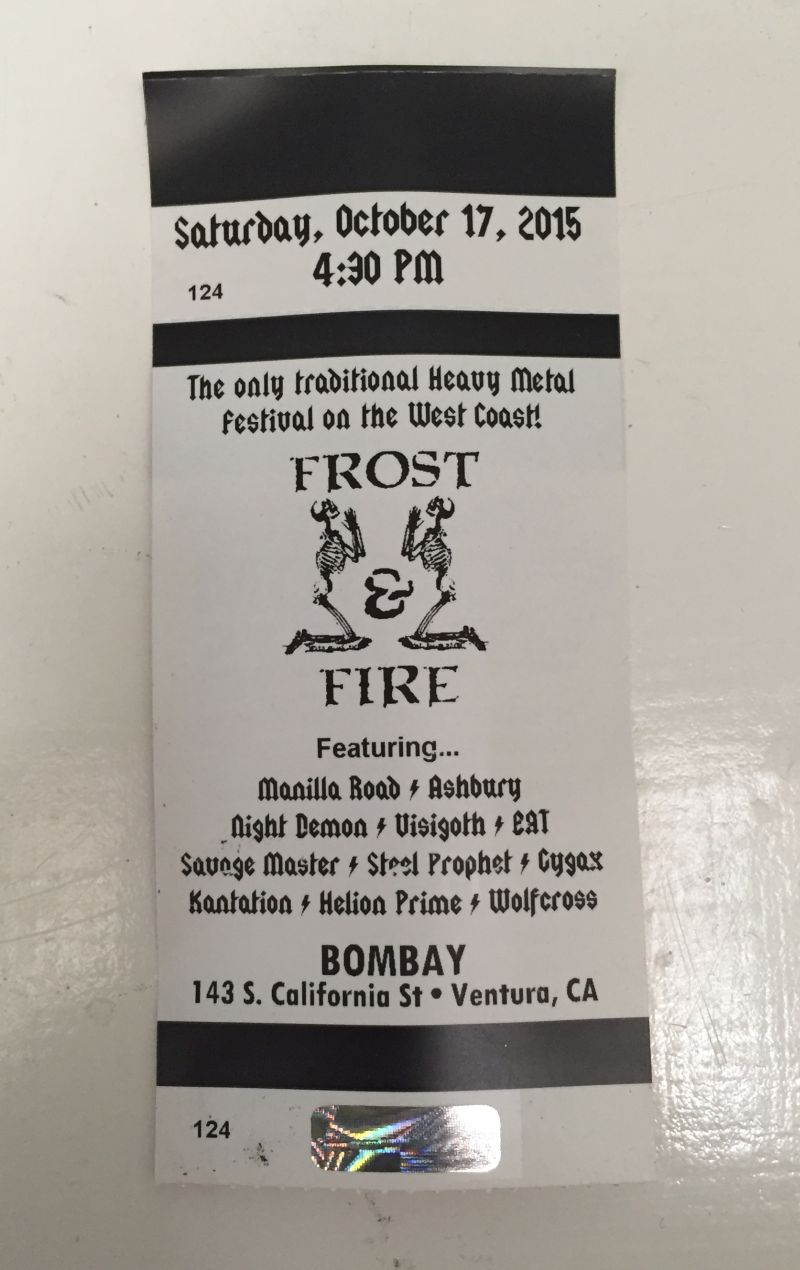 Saturday, October 17, 2015
4:30 PM
124
The only traditional Heavy Metal
Festival on the West Coast!
FROST
&
FIRE
Featuring...
Manilla Road Ashbury
Night Demon Visigoth EAT
Savage Master Steel Prophet Gygax
Kantation Helion Prime Wolfcross
BOMBAY
143 S. California St • Ventura, CA
124